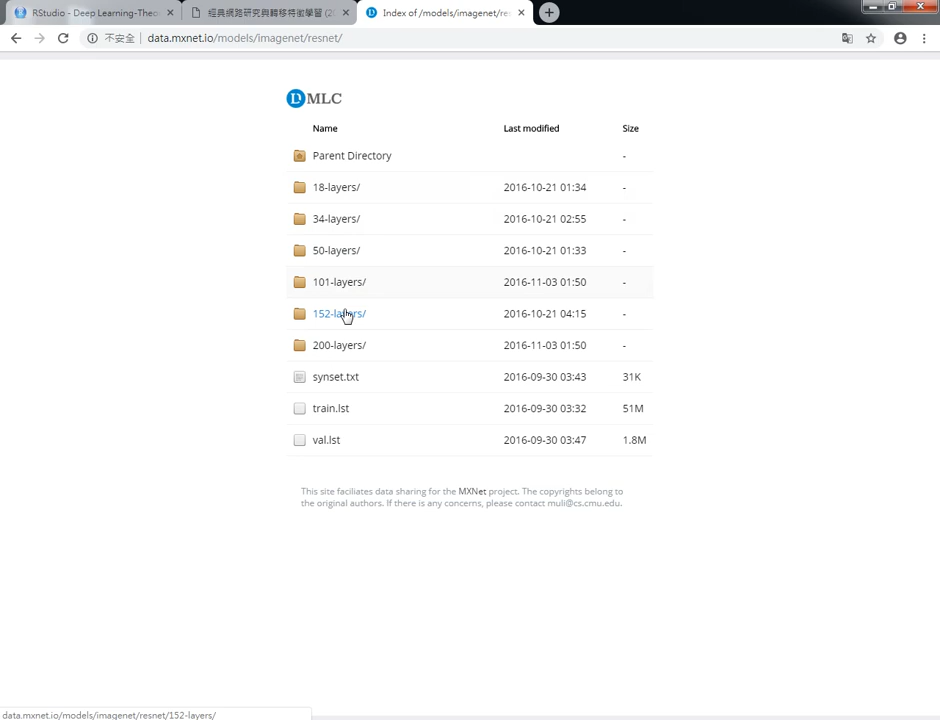 RStudio - Deep Learning-Theo
經典網路研究與轉移特徵學習 (2
Index of /models/imagenet/res
不安全 data.mxnet.io/models/imagenet/resnet/
DMLC
Name Last modified Size
Parent Directory -
18-layers/ 2016-10-21 01:34 -
34-layers/ 2016-10-21 02:55 -
50-layers/ 2016-10-21 01:33 -
101-layers/ 2016-11-03 01:50 -
152-layers/ 2016-10-21 04:15 -
200-layers/ 2016-11-03 01:50 -
synset.txt 2016-09-30 03:43 31K
train.lst 2016-09-30 03:32 51M
val.lst 2016-09-30 03:47 1.8M
This site faciliates data sharing for the MXNet project. The copyrights belong to
the original authors. If there is any concerns, please contact muli@cs.cmu.edu.
data.mxnet.io/models/imagenet/resnet/152-layers/